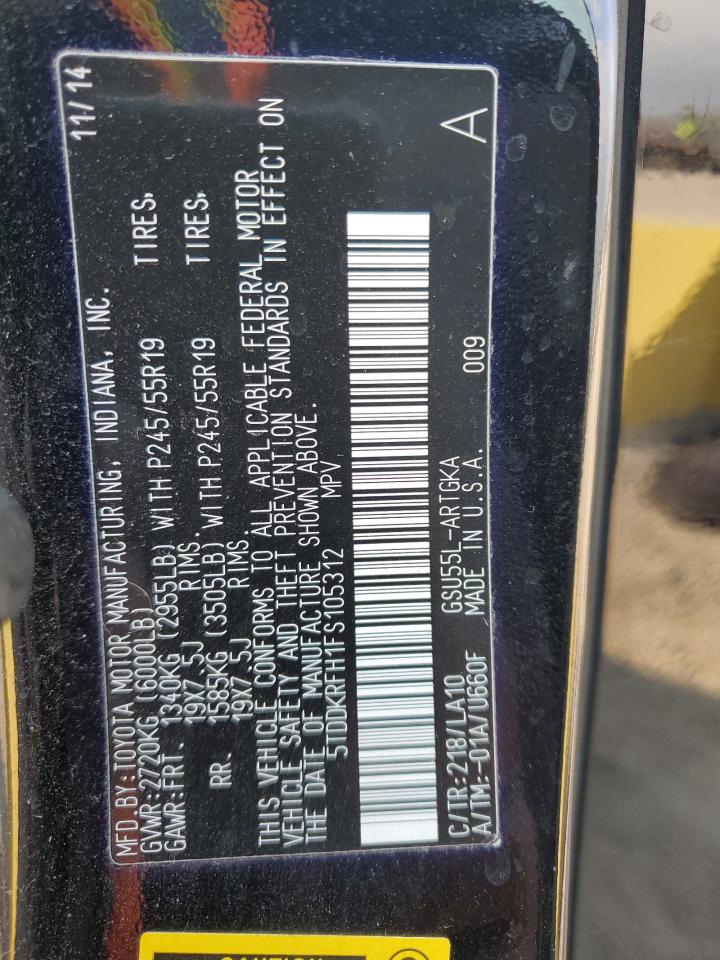 MFD. BY: TOYOTA MOTOR MANUFACTURING, INDIANA, INC. 11/14
GVWR: 2720KG (6000LB)
GAWR: FRT. 1340KG (2955LB) WITH P245/55R19 TIRES,
19X7.5J RIMS,
RR. 1585KG (3505LB) WITH P245/55R19 TIRES,
19X7.5J RIMS.
THIS VEHICLE CONFORMS TO ALL APPLICABLE FEDERAL MOTOR
VEHICLE SAFETY AND THEFT PREVENTION STANDARDS IN EFFECT ON
THE DATE OF MANUFACTURE SHOWN ABOVE.
5TDDKRFH1FS105312 MPV
C/TR:218/LA10 GSU55L-ARTGKA A
A/TM:-01A/U660F MADE IN U.S.A. 009
CAUTION